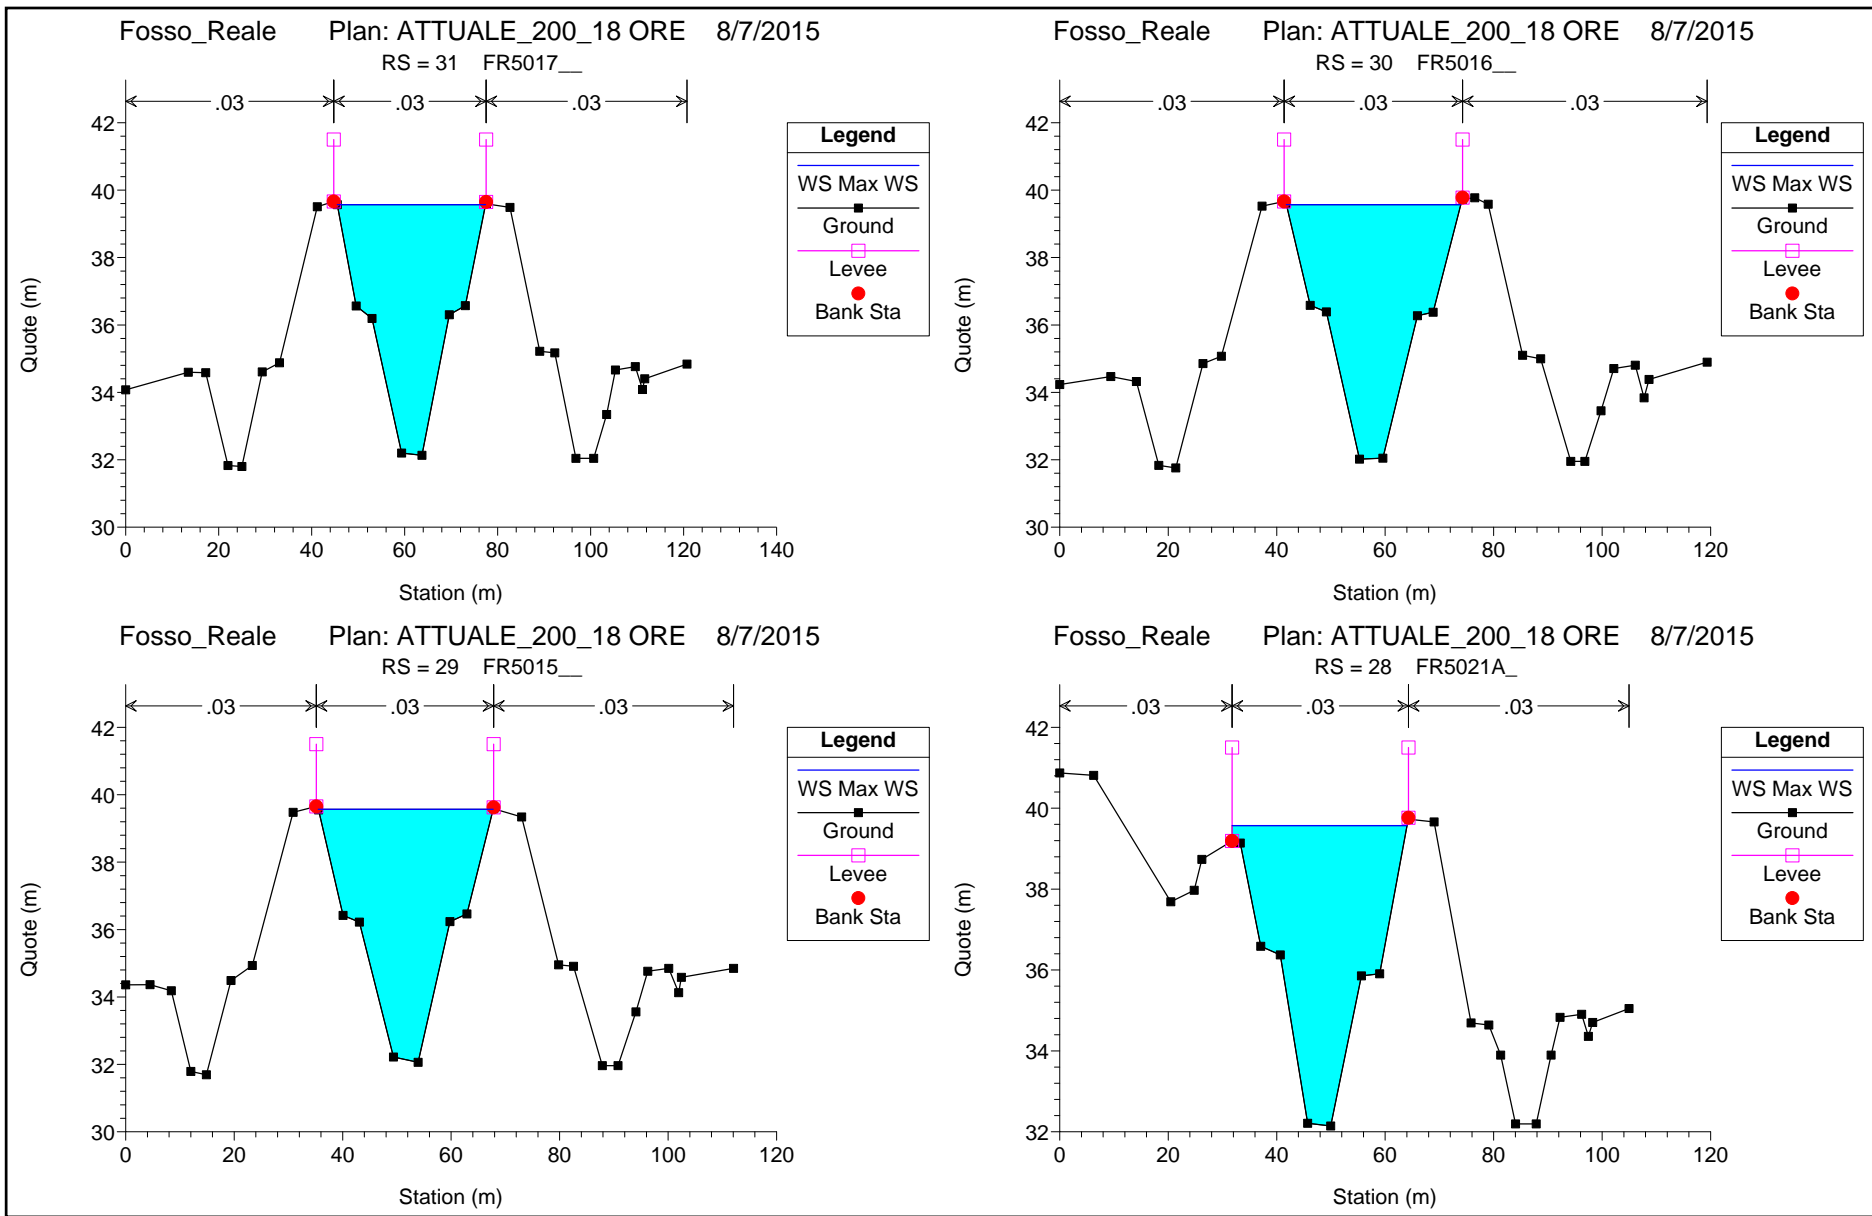 Fosso_Reale Plan: ATTUALE_200_18 ORE 8/7/2015
RS = 31 FR5017__
.03 .03 .03
42
40
38
36
34
32
30
0 20 40 60 80 100 120 140
Station (m)
Quote (m)
Legend
WS Max WS
Ground
Levee
Bank Sta
Fosso_Reale Plan: ATTUALE_200_18 ORE 8/7/2015
RS = 30 FR5016__
.03 .03 .03
42
40
38
36
34
32
30
0 20 40 60 80 100 120
Station (m)
Quote (m)
Legend
WS Max WS
Ground
Levee
Bank Sta
Fosso_Reale Plan: ATTUALE_200_18 ORE 8/7/2015
RS = 29 FR5015__
.03 .03 .03
42
40
38
36
34
32
30
0 20 40 60 80 100 120
Station (m)
Quote (m)
Legend
WS Max WS
Ground
Levee
Bank Sta
Fosso_Reale Plan: ATTUALE_200_18 ORE 8/7/2015
RS = 28 FR5021A_
.03 .03 .03
42
40
38
36
34
32
0 20 40 60 80 100 120
Station (m)
Quote (m)
Legend
WS Max WS
Ground
Levee
Bank Sta